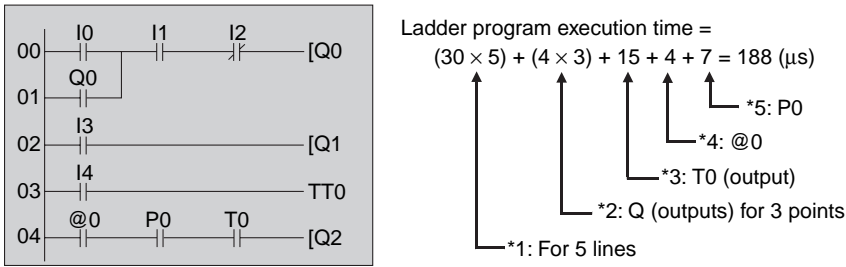 I0 I1 I2
00 [Q0
Q0
01
I3
02 [Q1
I4
03 TT0
@0 P0 T0
04 [Q2
Ladder program execution time =
(30 × 5) + (4 × 3) + 15 + 4 + 7 = 188 (μs)
*5: P0
*4: @0
*3: T0 (output)
*2: Q (outputs) for 3 points
*1: For 5 lines